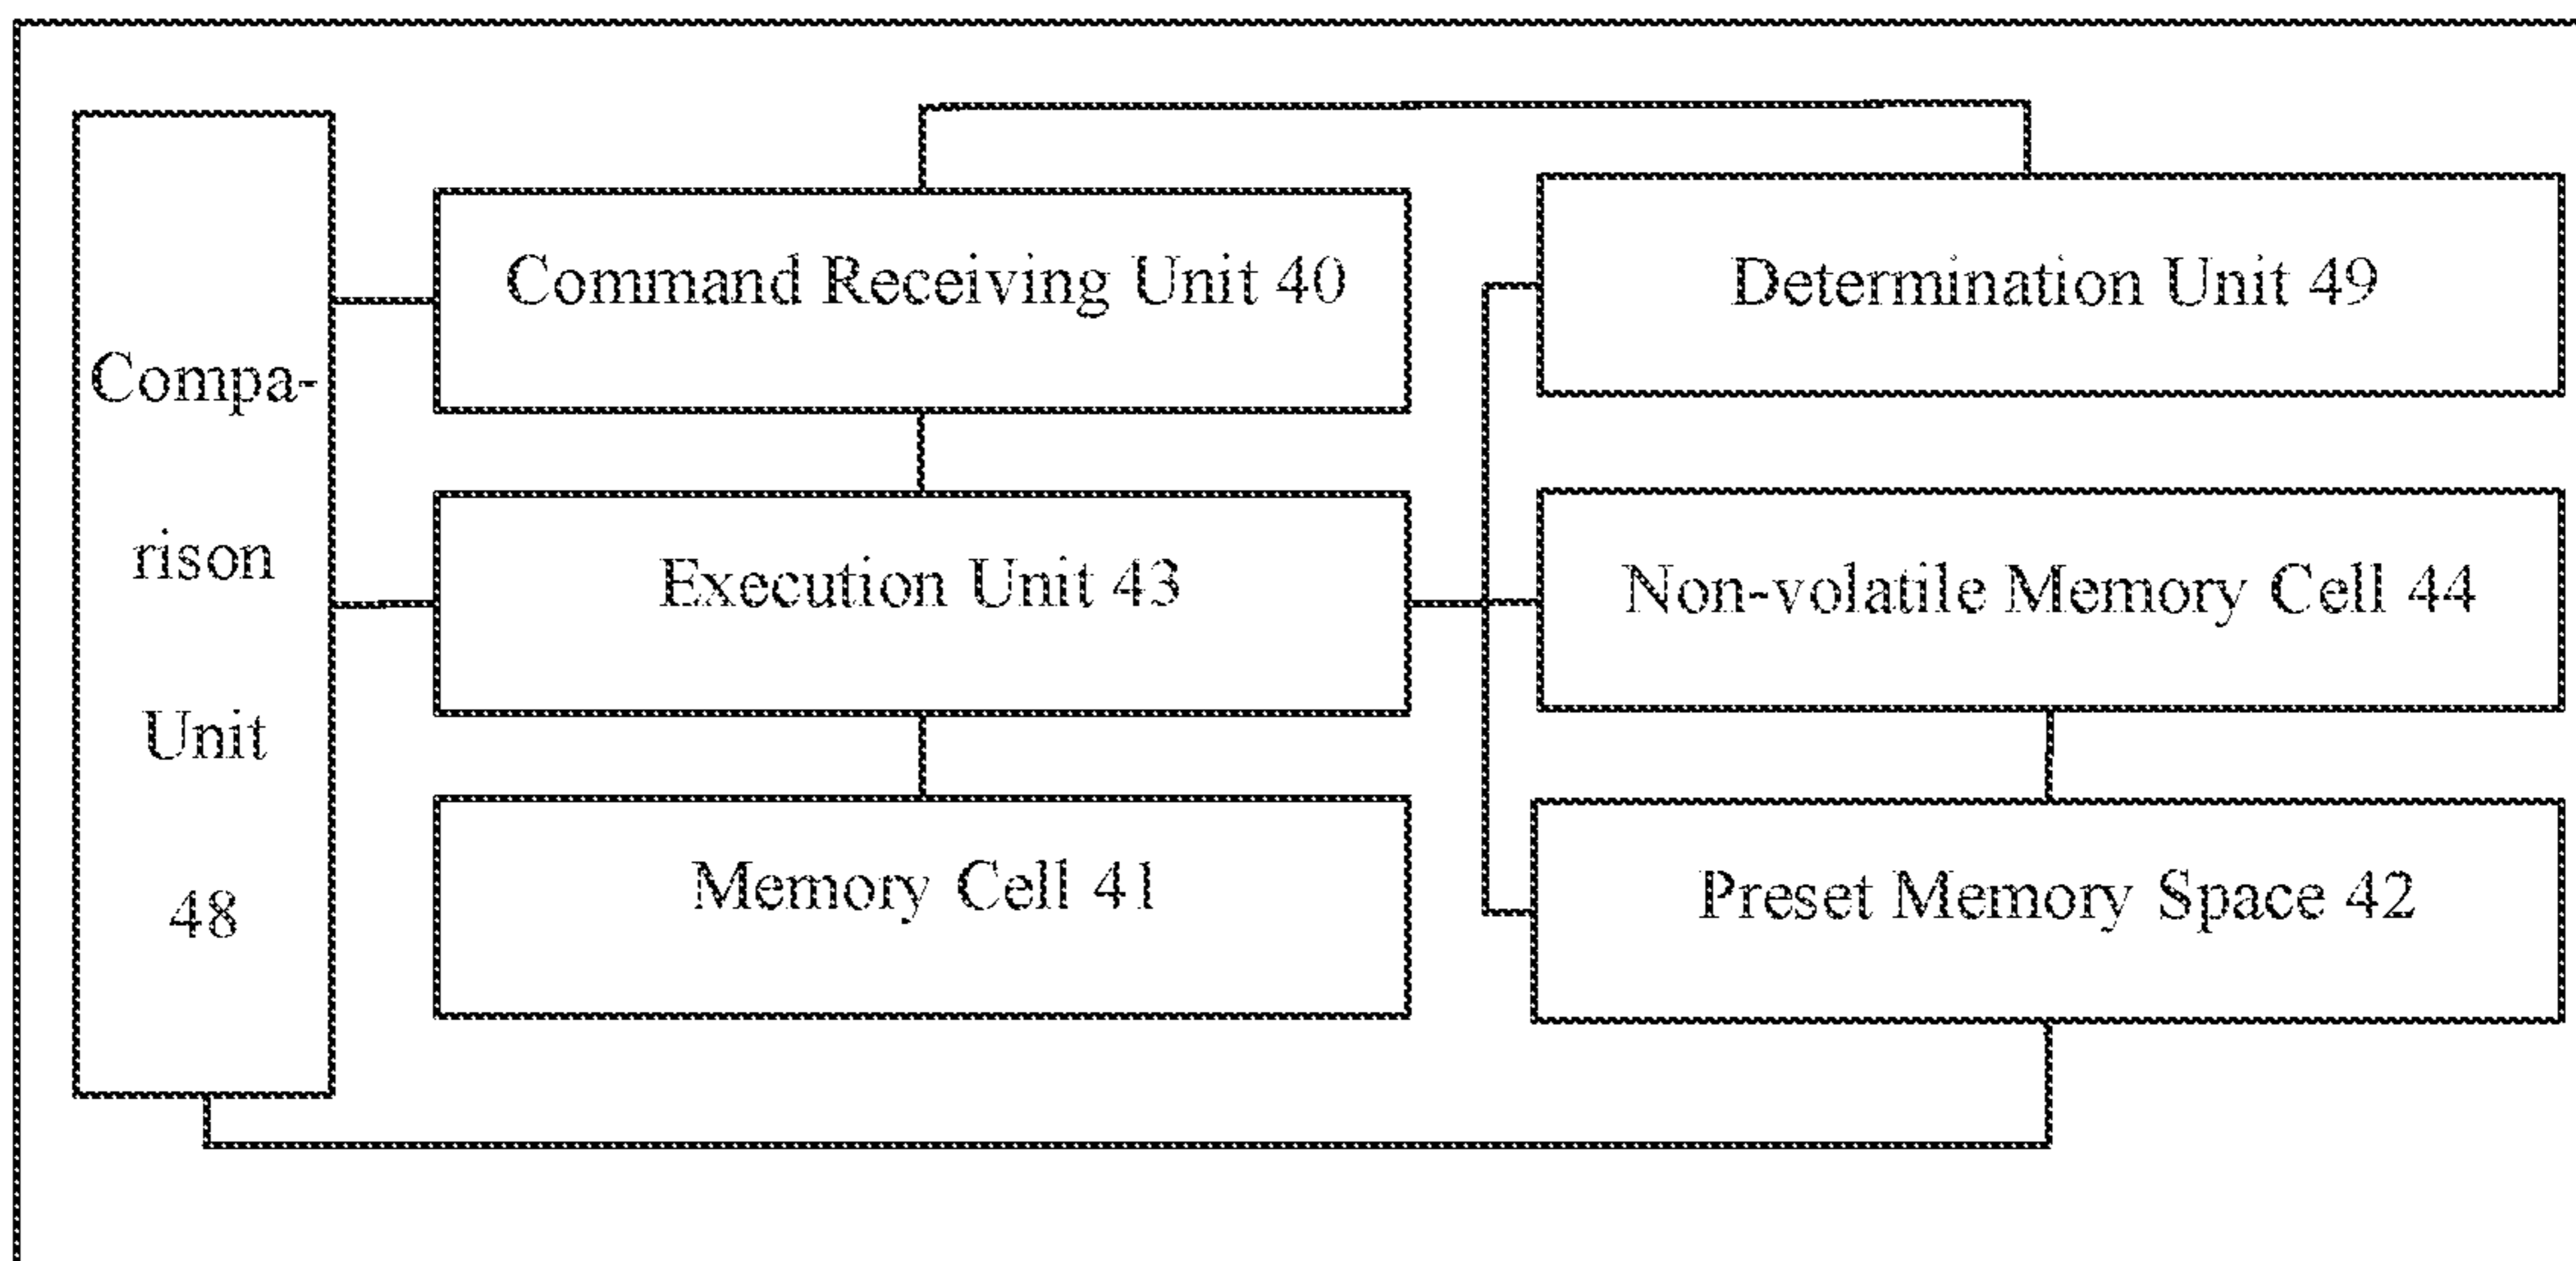 Compa-
rison
Unit
48
Command Receiving Unit 40
Execution Unit 43
Memory Cell 41
Determination Unit 49
Non-volatile Memory Cell 44
Preset Memory Space 42